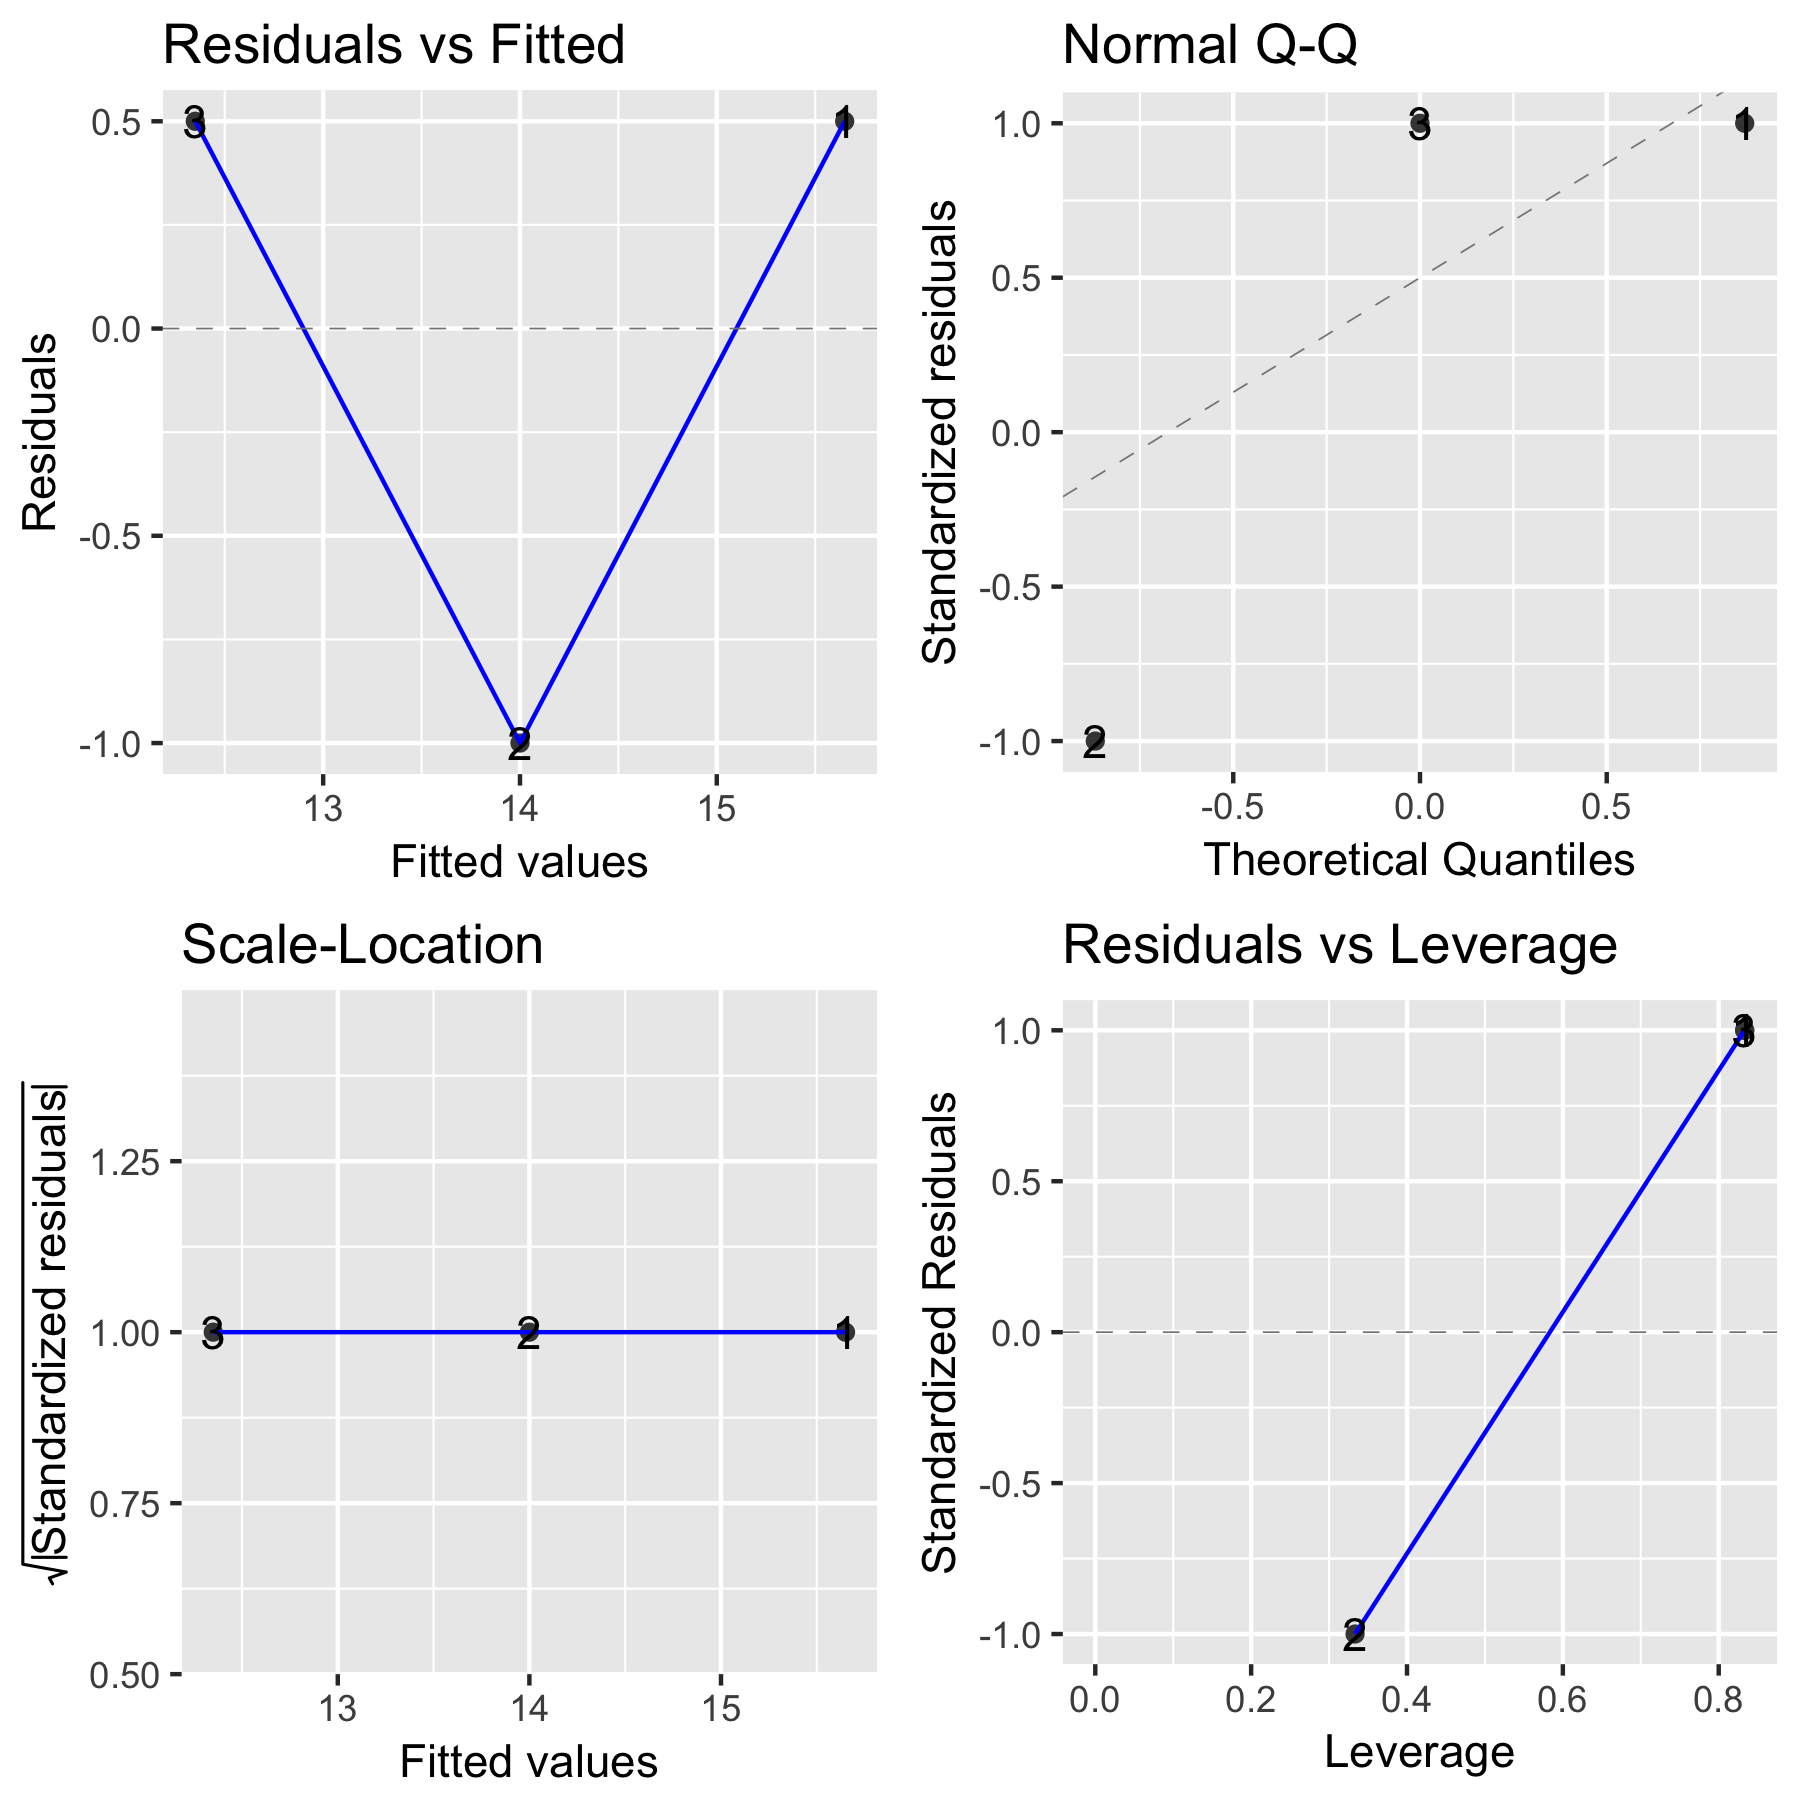 Residuals vs Fitted
0.5
0.0
-0.5
-1.0
Residuals
3
1
2
13 14 15
Fitted values
Normal Q-Q
1.0
0.5
0.0
-0.5
-1.0
Standardized residuals
3
1
2
-0.5 0.0 0.5
Theoretical Quantiles
Scale-Location
1.25
1.00
0.75
0.50
√|Standardized residuals|
3 2 1
13 14 15
Fitted values
Residuals vs Leverage
1.0
0.5
0.0
-0.5
-1.0
Standardized Residuals
3
1
2
0.0 0.2 0.4 0.6 0.8
Leverage